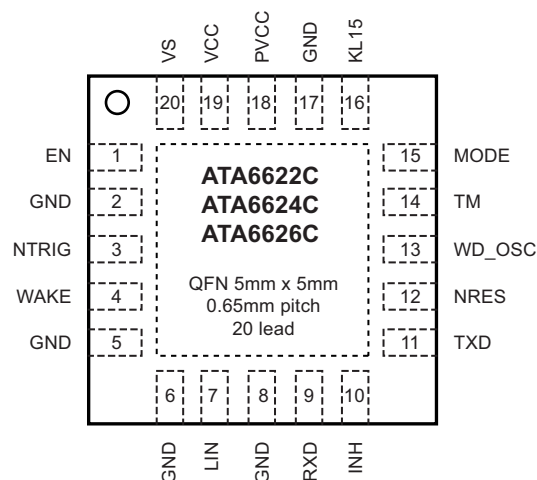 VS
VCC
PVCC
GND
KL15
20
19
18
17
16
EN 1
GND 2
NTRIG 3
WAKE 4
GND 5
ATA6622C
ATA6624C
ATA6626C
QFN 5mm x 5mm
0.65mm pitch
20 lead
15 MODE
14 TM
13 WD_OSC
12 NRES
11 TXD
6
7
8
9
10
GND
LIN
GND
RXD
INH